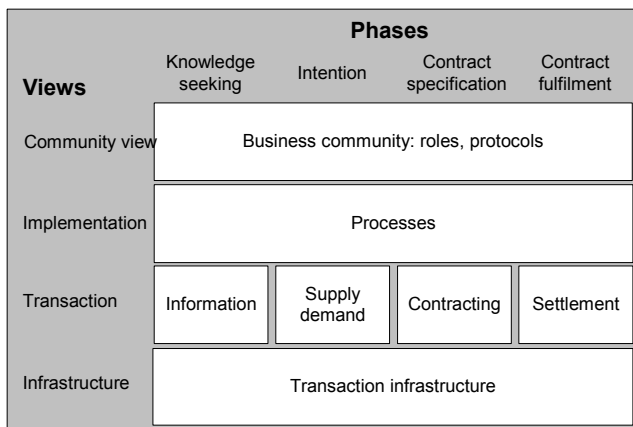 Phases
Views
Knowledge
seeking
Intention
Contract
specification
Contract
fulfilment
Community view
Business community: roles, protocols
Implementation
Processes
Transaction
Information
Supply
demand
Contracting
Settlement
Infrastructure
Transaction infrastructure